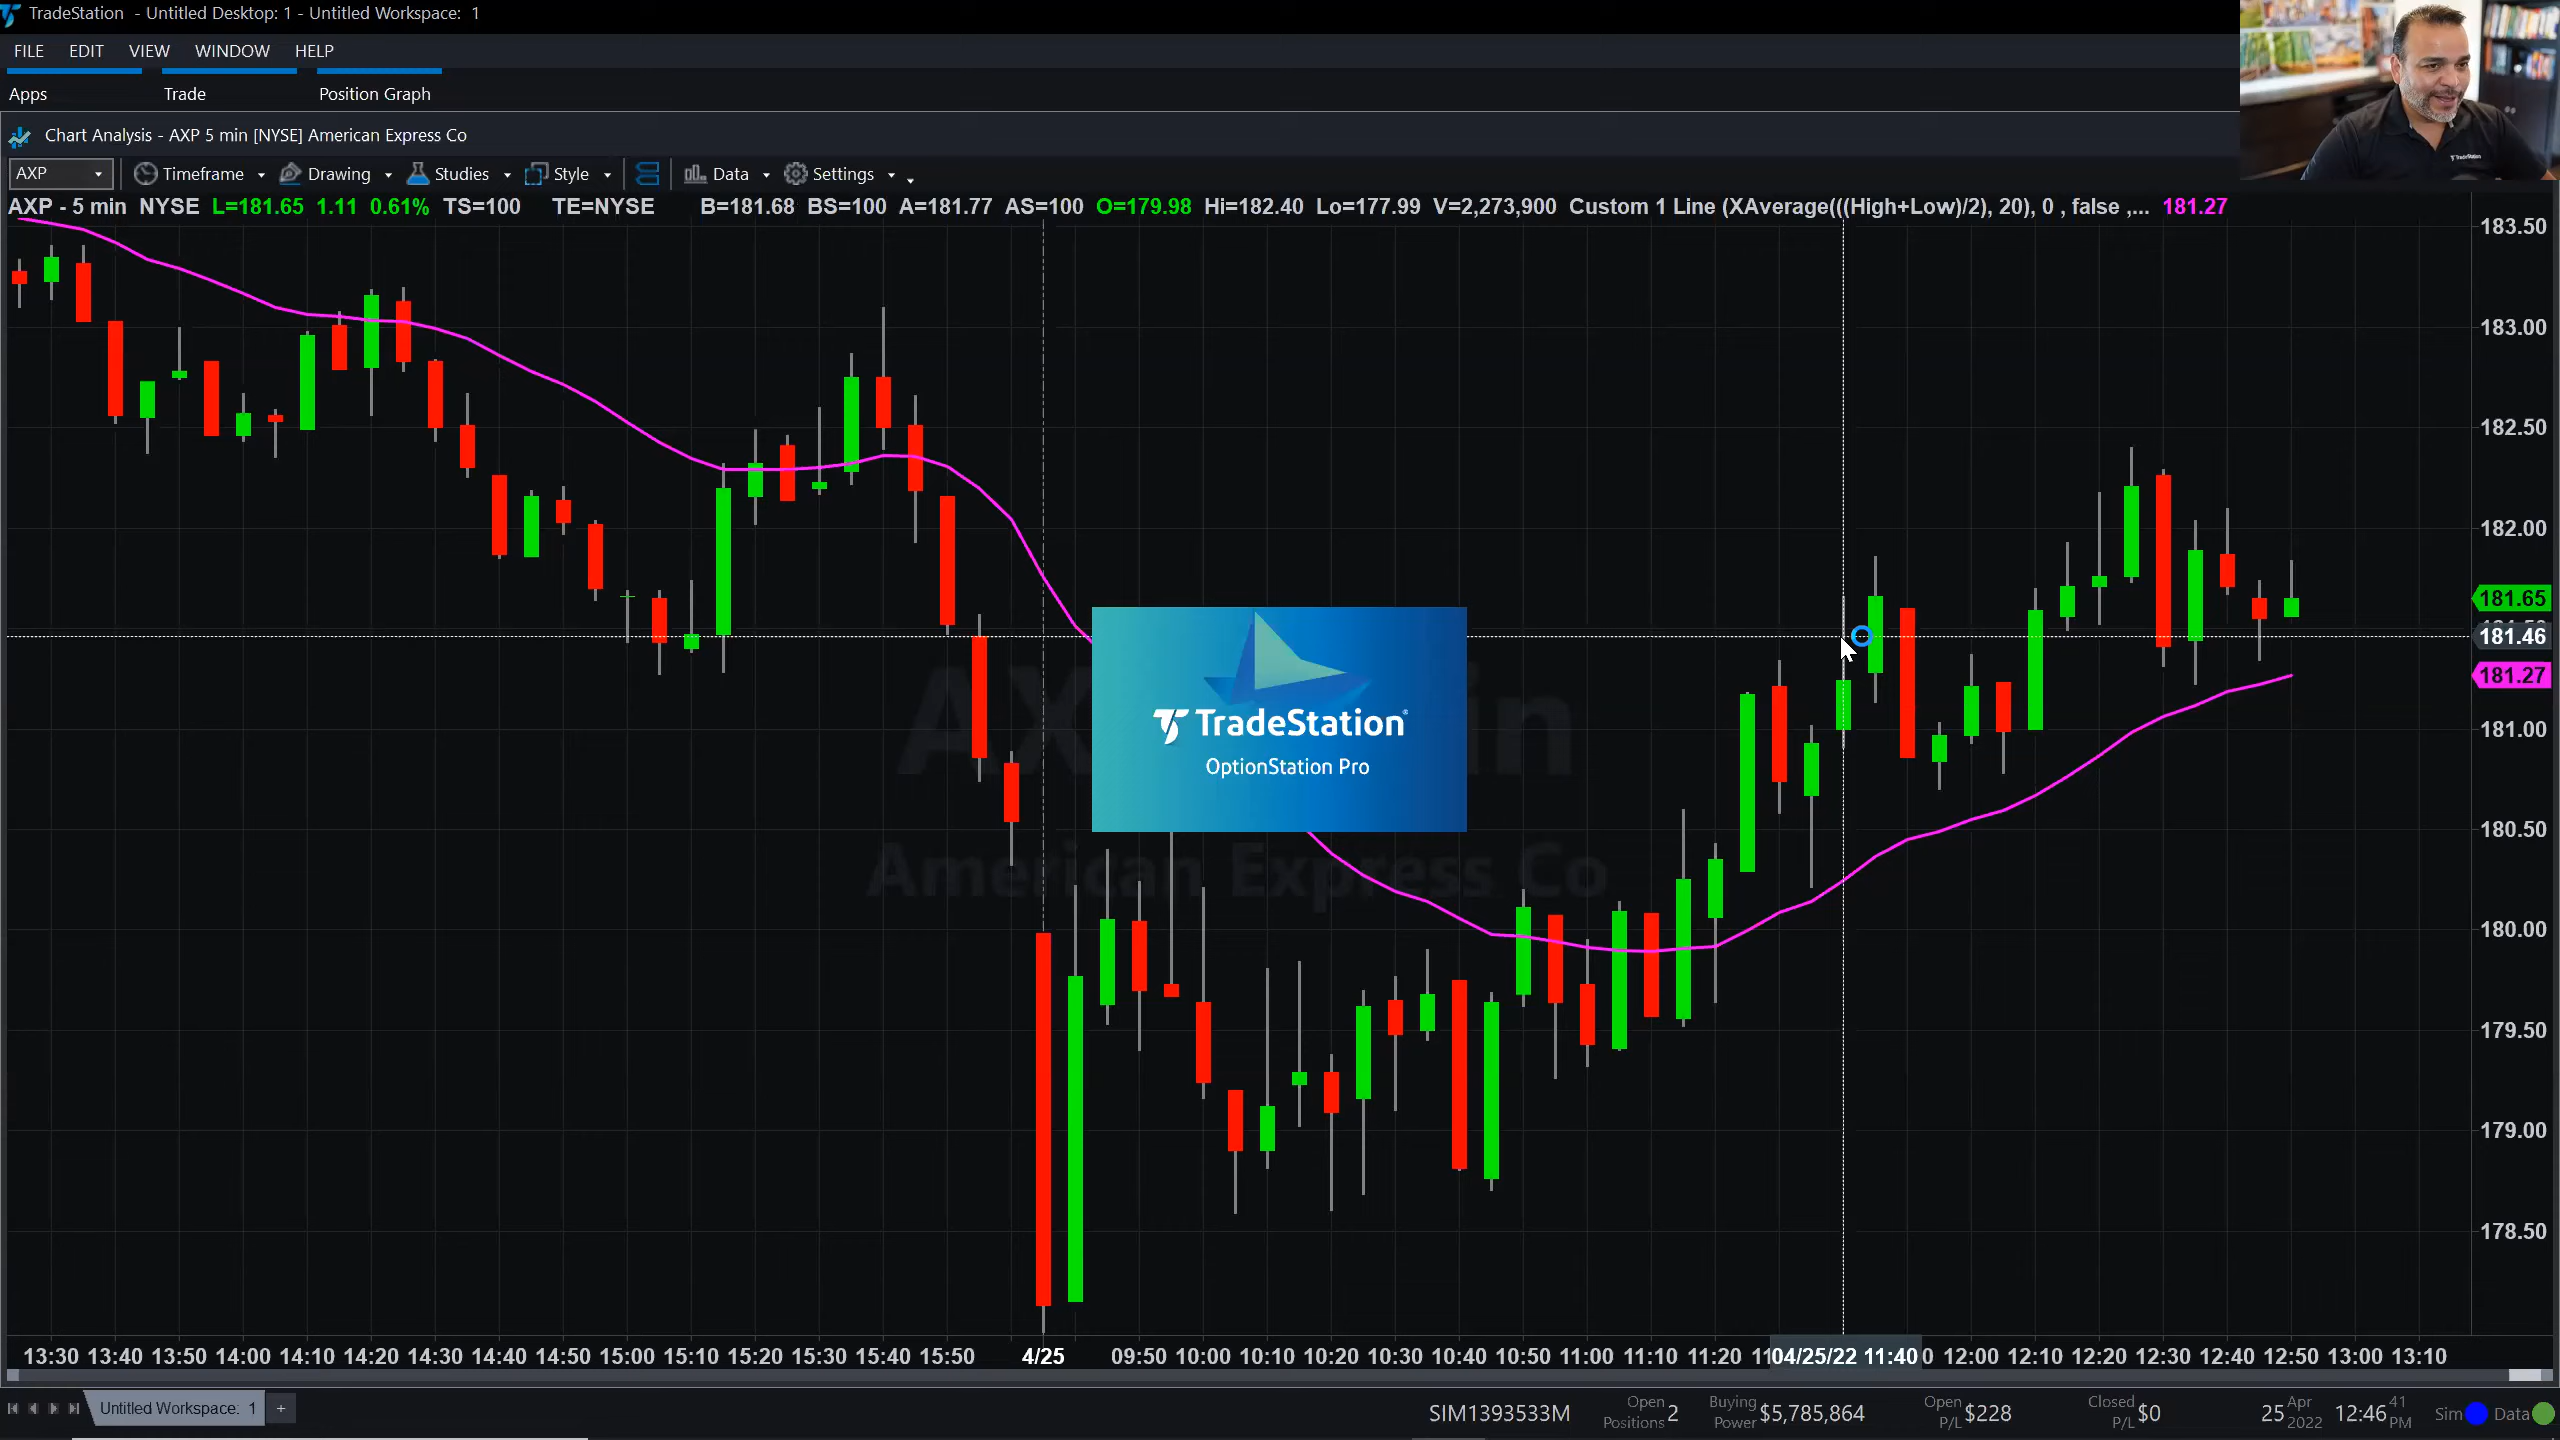 TradeStation - Untitled Desktop: 1 - Untitled Workspace: 1
FILE EDIT VIEW WINDOW HELP
Apps Trade Position Graph
Chart Analysis - AXP 5 min [NYSE] American Express Co
AXP Timeframe Drawing Studies Style Data Settings
AXP - 5 min NYSE L=181.65 1.11 0.61% TS=100 TE=NYSE B=181.68 BS=100 A=181.77 AS=100 O=179.98 Hi=182.40 Lo=177.99 V=2,273,900 Custom 1 Line (XAverage(((High+Low)/2), 20), 0 , false ,... 181.27
183.50
183.00
182.50
182.00
181.65
181.46
181.27
181.00
180.50
180.00
179.50
179.00
178.50
TradeStation
OptionStation Pro
American Express Co
13:30 13:40 13:50 14:00 14:10 14:20 14:30 14:40 14:50 15:00 15:10 15:20 15:30 15:40 15:50 4/25 09:50 10:00 10:10 10:20 10:30 10:40 10:50 11:00 11:10 11:20 04/25/22 11:40 12:00 12:10 12:20 12:30 12:40 12:50 13:00 13:10
Untitled Workspace: 1 +
SIM1393533M Open Positions 2 Buying Power $5,785,864 Open P/L $228 Closed P/L $0 25 Apr 2022 12:46 41 PM Sim Data